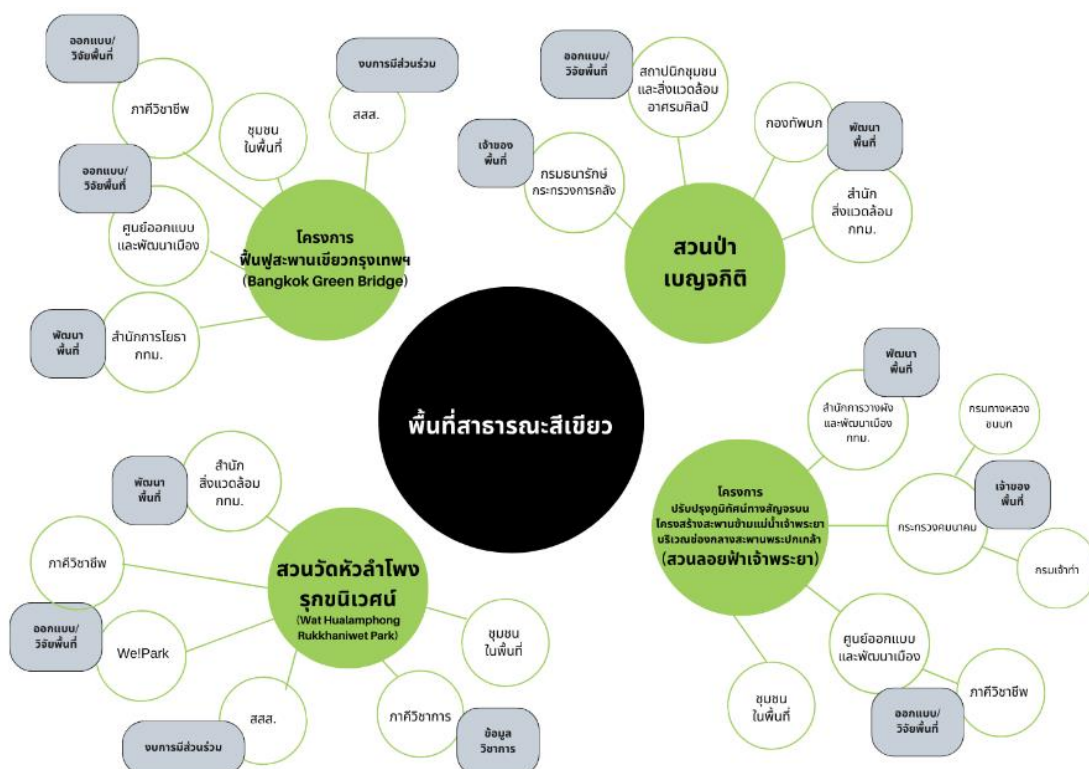 ออกแบบ/
วิจัยพื้นที่
ภาคีวิชาชีพ
ชุมชน
ในพื้นที่
งบการมีส่วนร่วม
สสส.
ออกแบบ/
วิจัยพื้นที่
ศูนย์ออกแบบ
และพัฒนาเมือง
พัฒนา
พื้นที่
สำนักการโยธา
กทม.
โครงการ
ฟื้นฟูสะพานเขียวกรุงเทพฯ
(Bangkok Green Bridge)
ออกแบบ/
วิจัยพื้นที่
สถาปนิกชุมชน
และสิ่งแวดล้อม
อาศรมศิลป์
เจ้าของ
พื้นที่
กรมธนารักษ์
กระทรวงการคลัง
กองทัพบก
พัฒนา
พื้นที่
สำนัก
สิ่งแวดล้อม
กทม.
สวนป่า
เบญจกิติ
พื้นที่สาธารณะสีเขียว
พัฒนา
พื้นที่
สำนัก
สิ่งแวดล้อม
กทม.
ภาคีวิชาชีพ
ออกแบบ/
วิจัยพื้นที่
We!Park
งบการมีส่วนร่วม
สสส.
ภาคีวิชาการ
ข้อมูล
วิชาการ
ชุมชน
ในพื้นที่
สวนวัดหัวลำโพง
รุกขนิเวศน์
(Wat Hualamphong
Rukkhaniwet Park)
พัฒนา
พื้นที่
สำนักการวางผัง
และพัฒนาเมือง
กทม.
กรมทางหลวง
ชนบท
เจ้าของ
พื้นที่
กระทรวงคมนาคม
กรมเจ้าท่า
โครงการ
ปรับปรุงภูมิทัศน์ทางสัญจรบน
โครงสร้างสะพานข้ามแม่น้ำเจ้าพระยา
บริเวณช่องกลางสะพานพระปกเกล้า
(สวนลอยฟ้าเจ้าพระยา)
ศูนย์ออกแบบ
และพัฒนาเมือง
ภาคีวิชาชีพ
ออกแบบ/
วิจัยพื้นที่
ชุมชน
ในพื้นที่